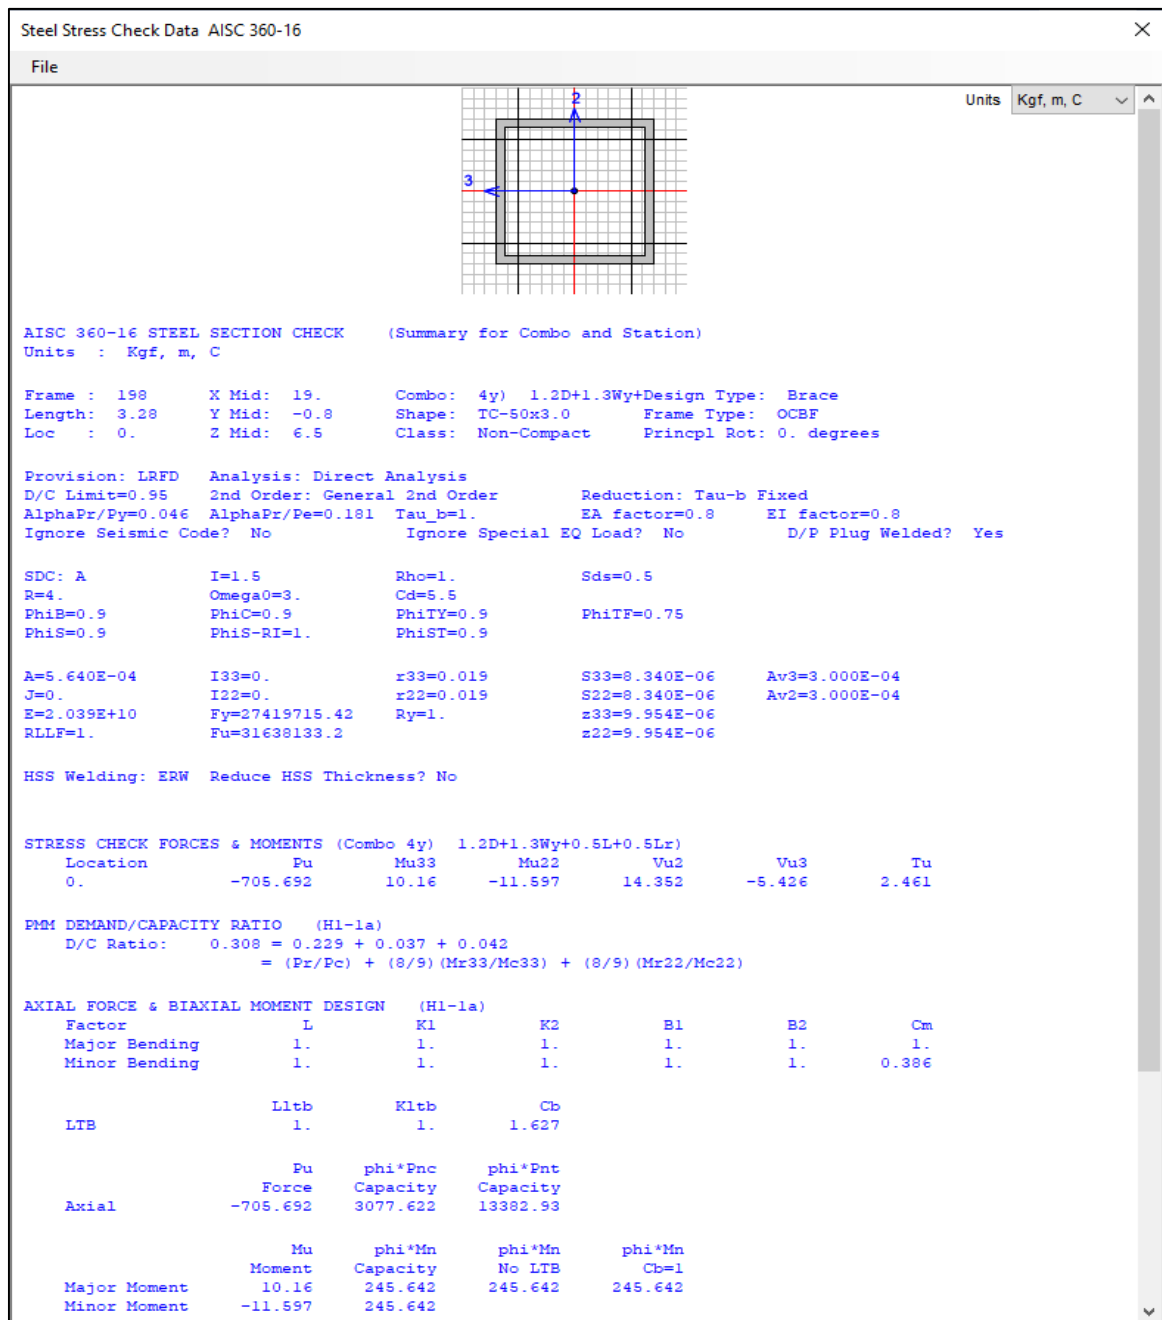 Steel Stress Check Data AISC 360-16
File
Units Kgf, m, C
2
3
AISC 360-16 STEEL SECTION CHECK (Summary for Combo and Station)
Units : Kgf, m, C
Frame : 198 X Mid: 19. Combo: 4y) 1.2D+1.3Wy+Design Type: Brace
Length: 3.28 Y Mid: -0.8 Shape: TC-50x3.0 Frame Type: OCBF
Loc : 0. Z Mid: 6.5 Class: Non-Compact Princpl Rot: 0. degrees
Provision: LRFD Analysis: Direct Analysis
D/C Limit=0.95 2nd Order: General 2nd Order Reduction: Tau-b Fixed
AlphaPr/Py=0.046 AlphaPr/Pe=0.181 Tau_b=1. EA factor=0.8 EI factor=0.8
Ignore Seismic Code? No Ignore Special EQ Load? No D/P Plug Welded? Yes
SDC: A I=1.5 Rho=1. Sds=0.5
R=4. Omega0=3. Cd=5.5
PhiB=0.9 PhiC=0.9 PhiTY=0.9 PhiTF=0.75
PhiS=0.9 PhiS-RI=1. PhiST=0.9
A=5.640E-04 I33=0. r33=0.019 S33=8.340E-06 Av3=3.000E-04
J=0. I22=0. r22=0.019 S22=8.340E-06 Av2=3.000E-04
E=2.039E+10 Fy=27419715.42 Ry=1. z33=9.954E-06
RLLF=1. Fu=31638133.2 z22=9.954E-06
HSS Welding: ERW Reduce HSS Thickness? No
STRESS CHECK FORCES & MOMENTS (Combo 4y) 1.2D+1.3Wy+0.5L+0.5Lr)
Location Pu Mu33 Mu22 Vu2 Vu3 Tu
0. -705.692 10.16 -11.597 14.352 -5.426 2.461
PMM DEMAND/CAPACITY RATIO (H1-1a)
D/C Ratio: 0.308 = 0.229 + 0.037 + 0.042
= (Pr/Pc) + (8/9)(Mr33/Mc33) + (8/9)(Mr22/Mc22)
AXIAL FORCE & BIAXIAL MOMENT DESIGN (H1-1a)
Factor L K1 K2 B1 B2 Cm
Major Bending 1. 1. 1. 1. 1. 1.
Minor Bending 1. 1. 1. 1. 1. 0.386
Lltb Kltb Cb
LTB 1. 1. 1.627
Pu phi*Pnc phi*Pnt
Force Capacity Capacity
Axial -705.692 3077.622 13382.93
Mu phi*Mn phi*Mn phi*Mn
Moment Capacity No LTB Cb=1
Major Moment 10.16 245.642 245.642 245.642
Minor Moment -11.597 245.642